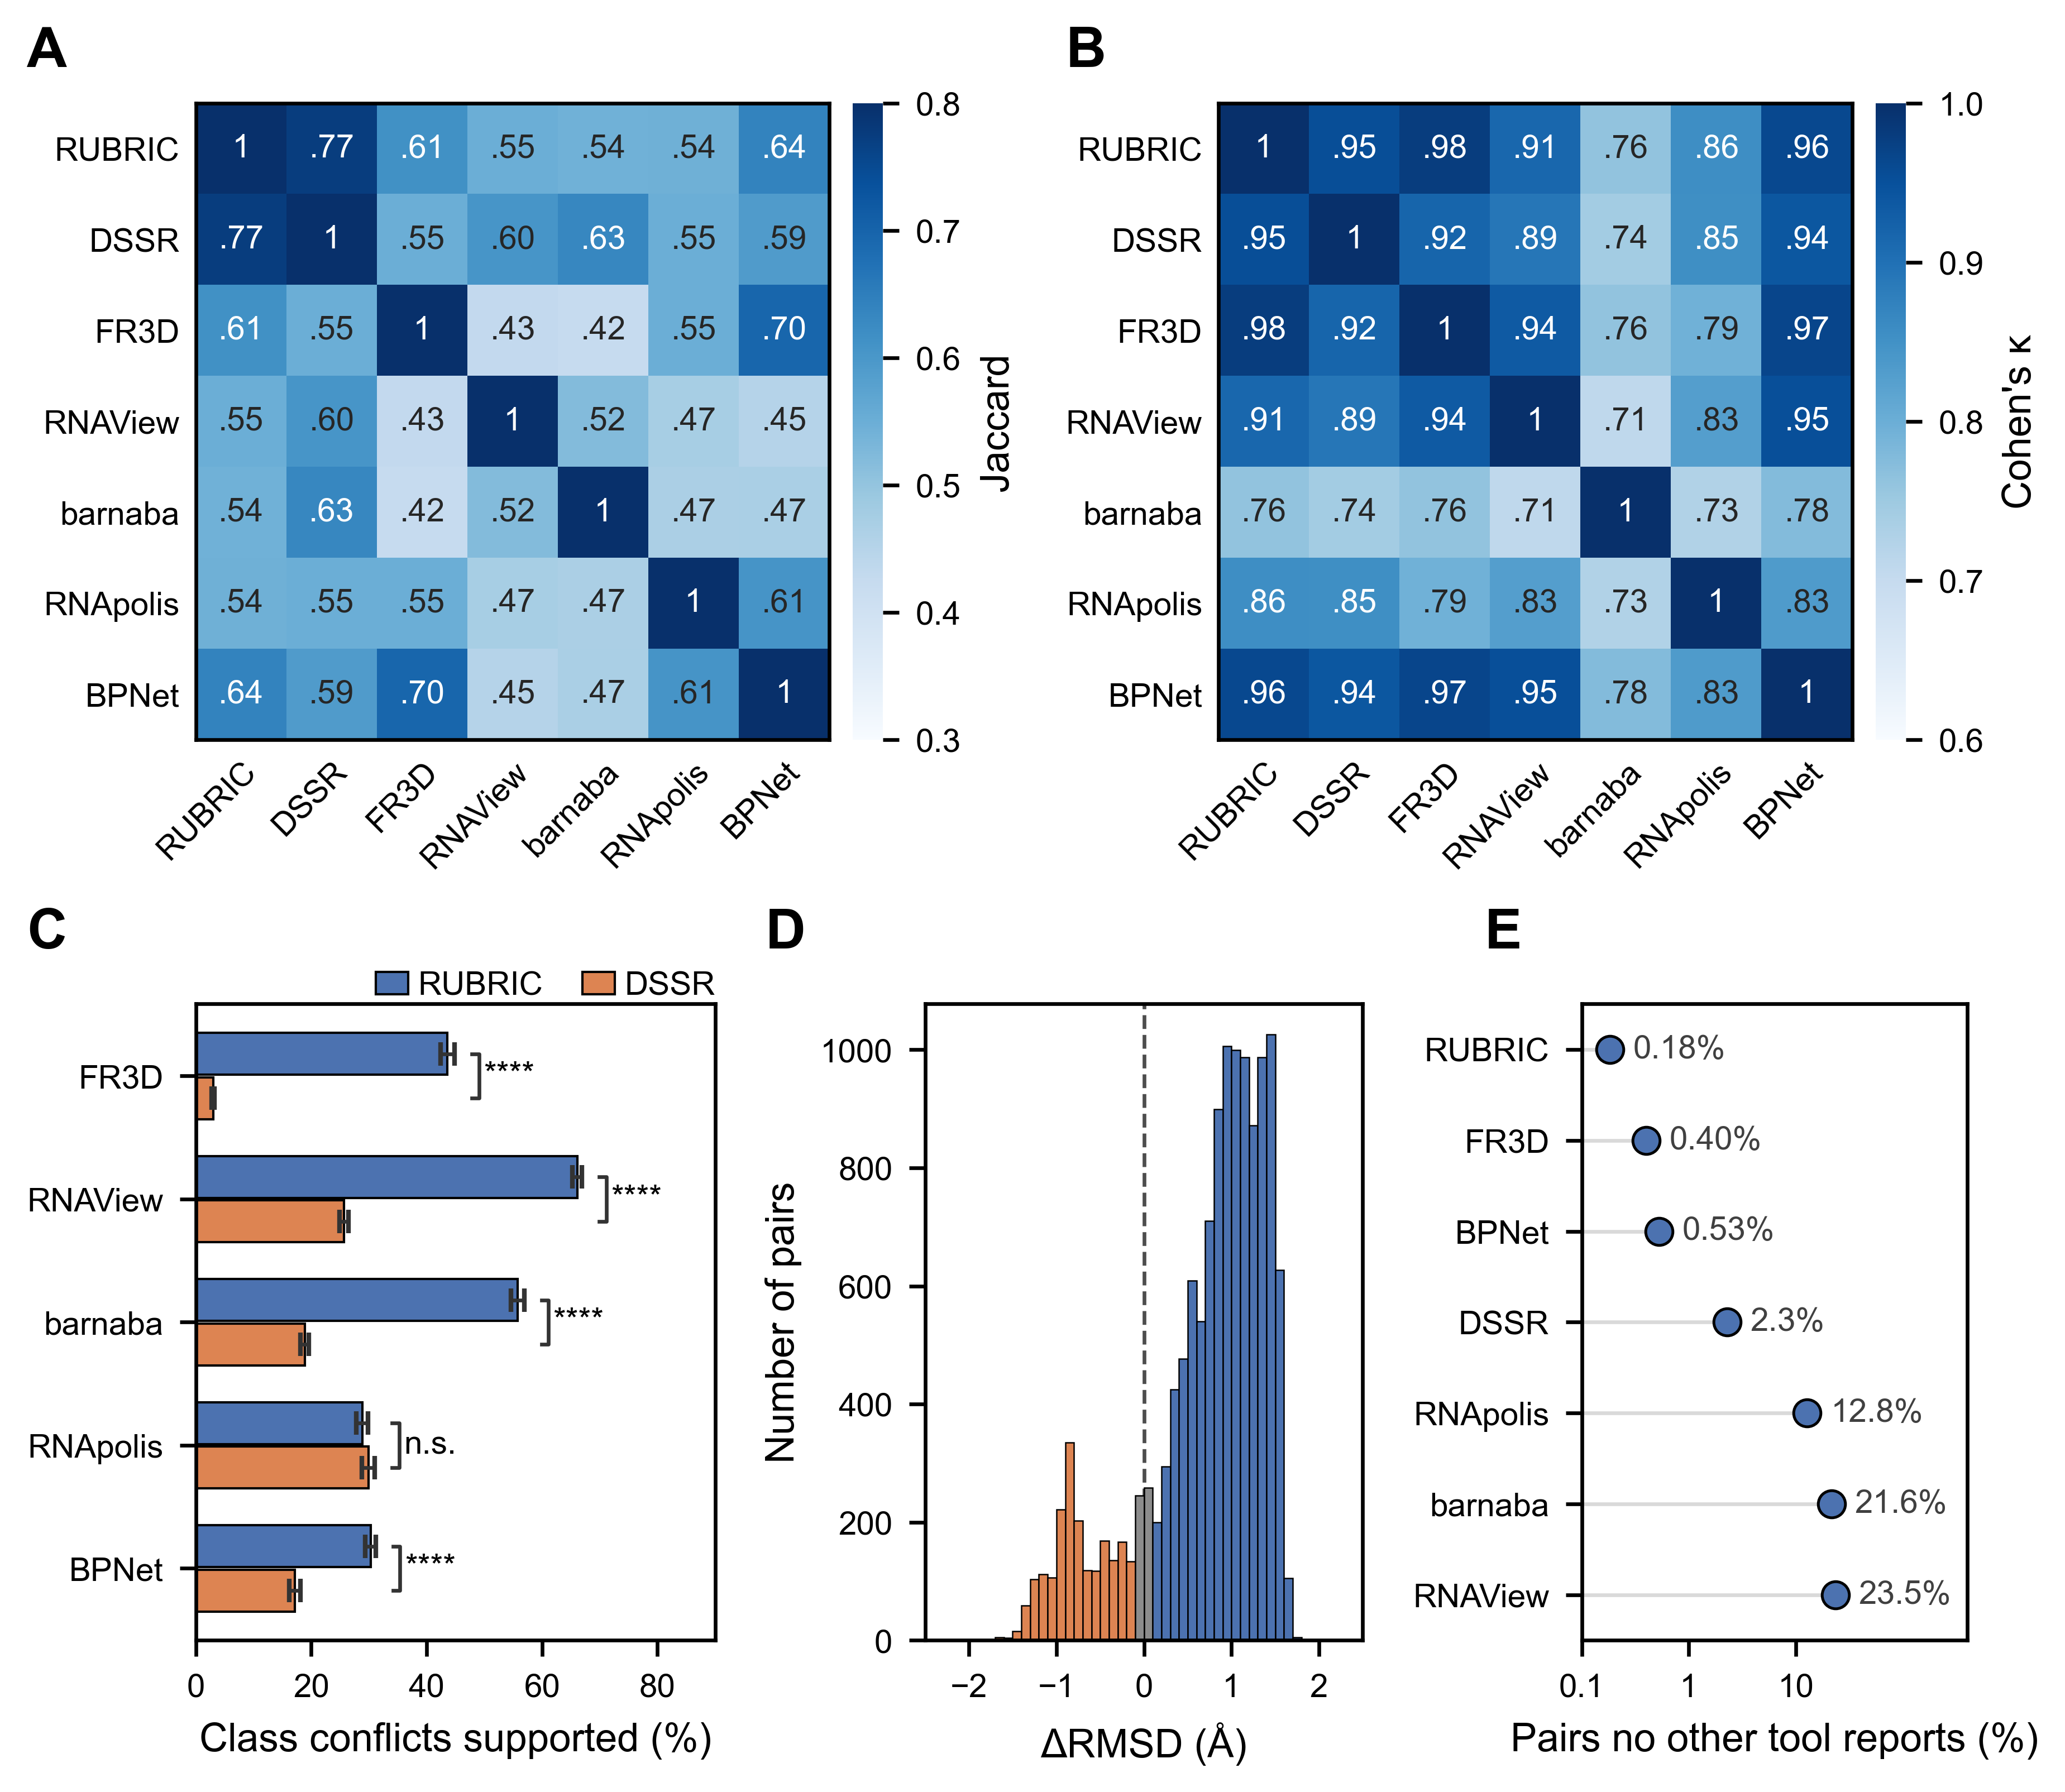 A
RUBRIC 1 .77 .61 .55 .54 .54 .64
DSSR .77 1 .55 .60 .63 .55 .59
FR3D .61 .55 1 .43 .42 .55 .70
RNAView .55 .60 .43 1 .52 .47 .45
barnaba .54 .63 .42 .52 1 .47 .47
RNApolis .54 .55 .55 .47 .47 1 .61
BPNet .64 .59 .70 .45 .47 .61 1
RUBRIC DSSR FR3D RNAView barnaba RNApolis BPNet
0.8
0.7
0.6
0.5
0.4
0.3
Jaccard
B
RUBRIC 1 .95 .98 .91 .76 .86 .96
DSSR .95 1 .92 .89 .74 .85 .94
FR3D .98 .92 1 .94 .76 .79 .97
RNAView .91 .89 .94 1 .71 .83 .95
barnaba .76 .74 .76 .71 1 .73 .78
RNApolis .86 .85 .79 .83 .73 1 .83
BPNet .96 .94 .97 .95 .78 .83 1
RUBRIC DSSR FR3D RNAView barnaba RNApolis BPNet
1.0
0.9
0.8
0.7
0.6
Cohen's κ
C
RUBRIC DSSR
FR3D ****
RNAView ****
barnaba ****
RNApolis n.s.
BPNet ****
0 20 40 60 80
Class conflicts supported (%)
D
Number of pairs
1000
800
600
400
200
0
−2 −1 0 1 2
ΔRMSD (Å)
E
RUBRIC 0.18%
FR3D 0.40%
BPNet 0.53%
DSSR 2.3%
RNApolis 12.8%
barnaba 21.6%
RNAView 23.5%
0.1 1 10
Pairs no other tool reports (%)